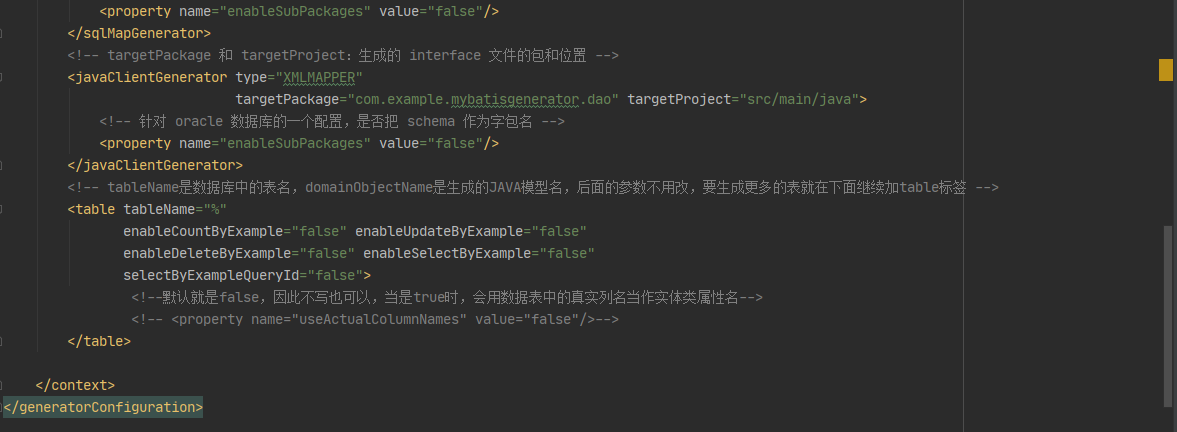 <property name="enableSubPackages" value="false"/>
</sqlMapGenerator>
<!-- targetPackage 和 targetProject：生成的 interface 文件的包和位置 -->
<javaClientGenerator type="XMLMAPPER"
targetPackage="com.example.mybatisgenerator.dao" targetProject="src/main/java">
<!-- 针对 oracle 数据库的一个配置，是否把 schema 作为字包名 -->
<property name="enableSubPackages" value="false"/>
</javaClientGenerator>
<!-- tableName是数据库中的表名，domainObjectName是生成的JAVA模型名，后面的参数不用改，要生成更多的表就在下面继续加table标签 -->
<table tableName="%"
enableCountByExample="false" enableUpdateByExample="false"
enableDeleteByExample="false" enableSelectByExample="false"
selectByExampleQueryId="false">
<!--默认就是false，因此不写也可以，当是true时，会用数据表中的真实列名当作实体类属性名-->
<!-- <property name="useActualColumnNames" value="false"/>-->
</table>
</context>
</generatorConfiguration>